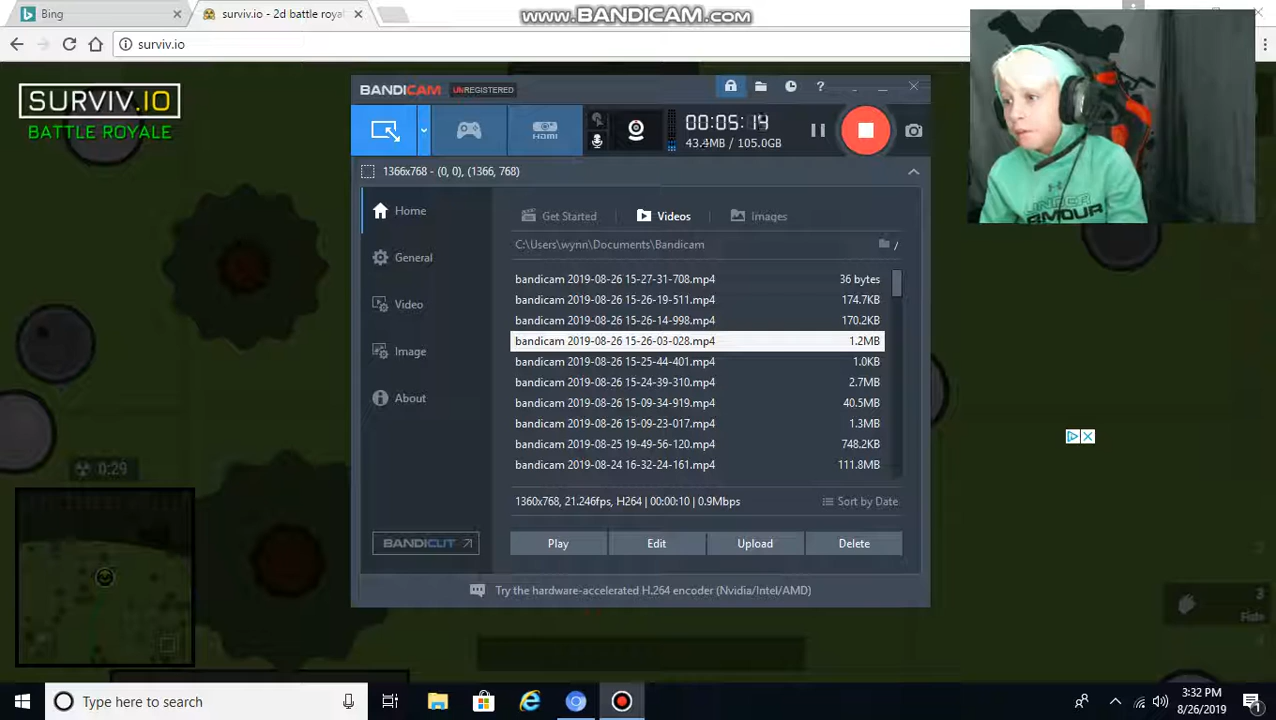 Bing
surviv.io - 2d battle royal
www.BANDICAM.com
surviv.io
SURVIV.IO
BATTLE ROYALE
BANDICAM UNREGISTERED
?
HDMI
00:05:14
43.4MB / 105.0GB
1366x768 - (0, 0), (1366, 768)
Home
General
Video
Image
About
BANDICUT
Get Started
Videos
Images
C:\Users\wynn\Documents\Bandicam
/
bandicam 2019-08-26 15-27-31-708.mp4 36 bytes
bandicam 2019-08-26 15-26-19-511.mp4 174.7KB
bandicam 2019-08-26 15-26-14-998.mp4 170.2KB
bandicam 2019-08-26 15-26-03-028.mp4 1.2MB
bandicam 2019-08-26 15-25-44-401.mp4 1.0KB
bandicam 2019-08-26 15-24-39-310.mp4 2.7MB
bandicam 2019-08-26 15-09-34-919.mp4 40.5MB
bandicam 2019-08-26 15-09-23-017.mp4 1.3MB
bandicam 2019-08-25 19-49-56-120.mp4 748.2KB
bandicam 2019-08-24 16-32-24-161.mp4 111.8MB
1360x768, 21.246fps, H264 | 00:00:10 | 0.9Mbps
Sort by Date
Play
Edit
Upload
Delete
Try the hardware-accelerated H.264 encoder (Nvidia/Intel/AMD)
UNDER ARMOUR
0:29
3
Fists
Type here to search
3:32 PM
8/26/2019
1